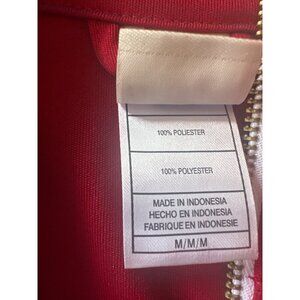 100% POLIESTER
100% POLYESTER
MADE IN INDONESIA
HECHO EN INDONESIA
FABRIQUE EN INDONESIE
M/M/M